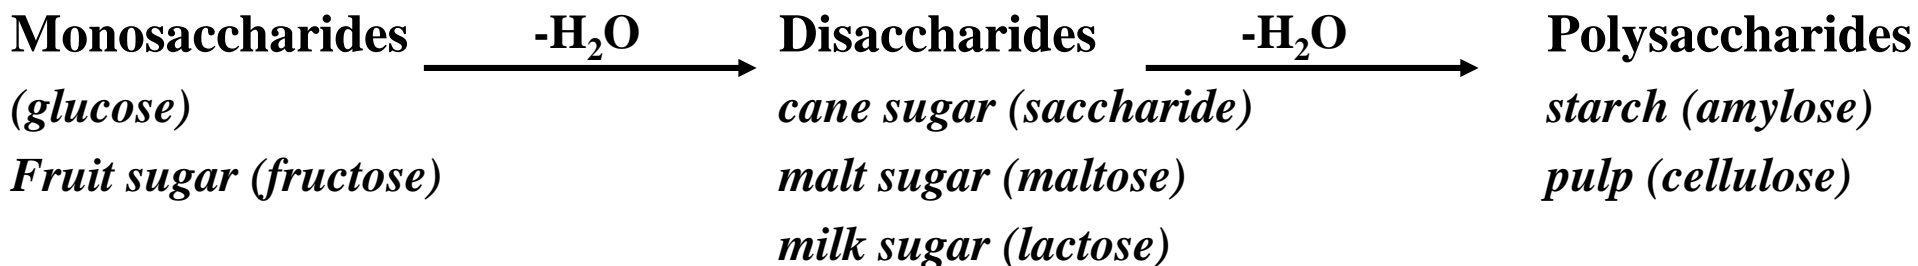 Monosaccharides -H₂O Disaccharides -H₂O Polysaccharides
(glucose) cane sugar (saccharide) starch (amylose)
Fruit sugar (fructose) malt sugar (maltose) pulp (cellulose)
milk sugar (lactose)